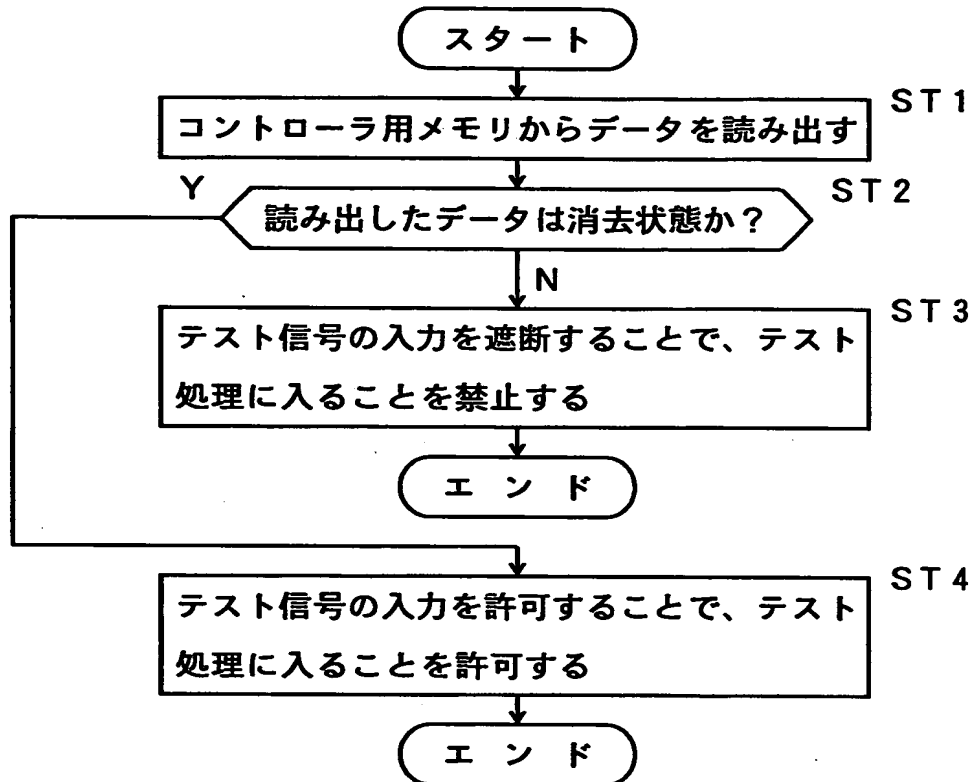 スタート
ST1
コントローラ用メモリからデータを読み出す
Y
ST2
読み出したデータは消去状態か？
N
ST3
テスト信号の入力を遮断することで、テスト
処理に入ることを禁止する
エンド
ST4
テスト信号の入力を許可することで、テスト
処理に入ることを許可する
エンド